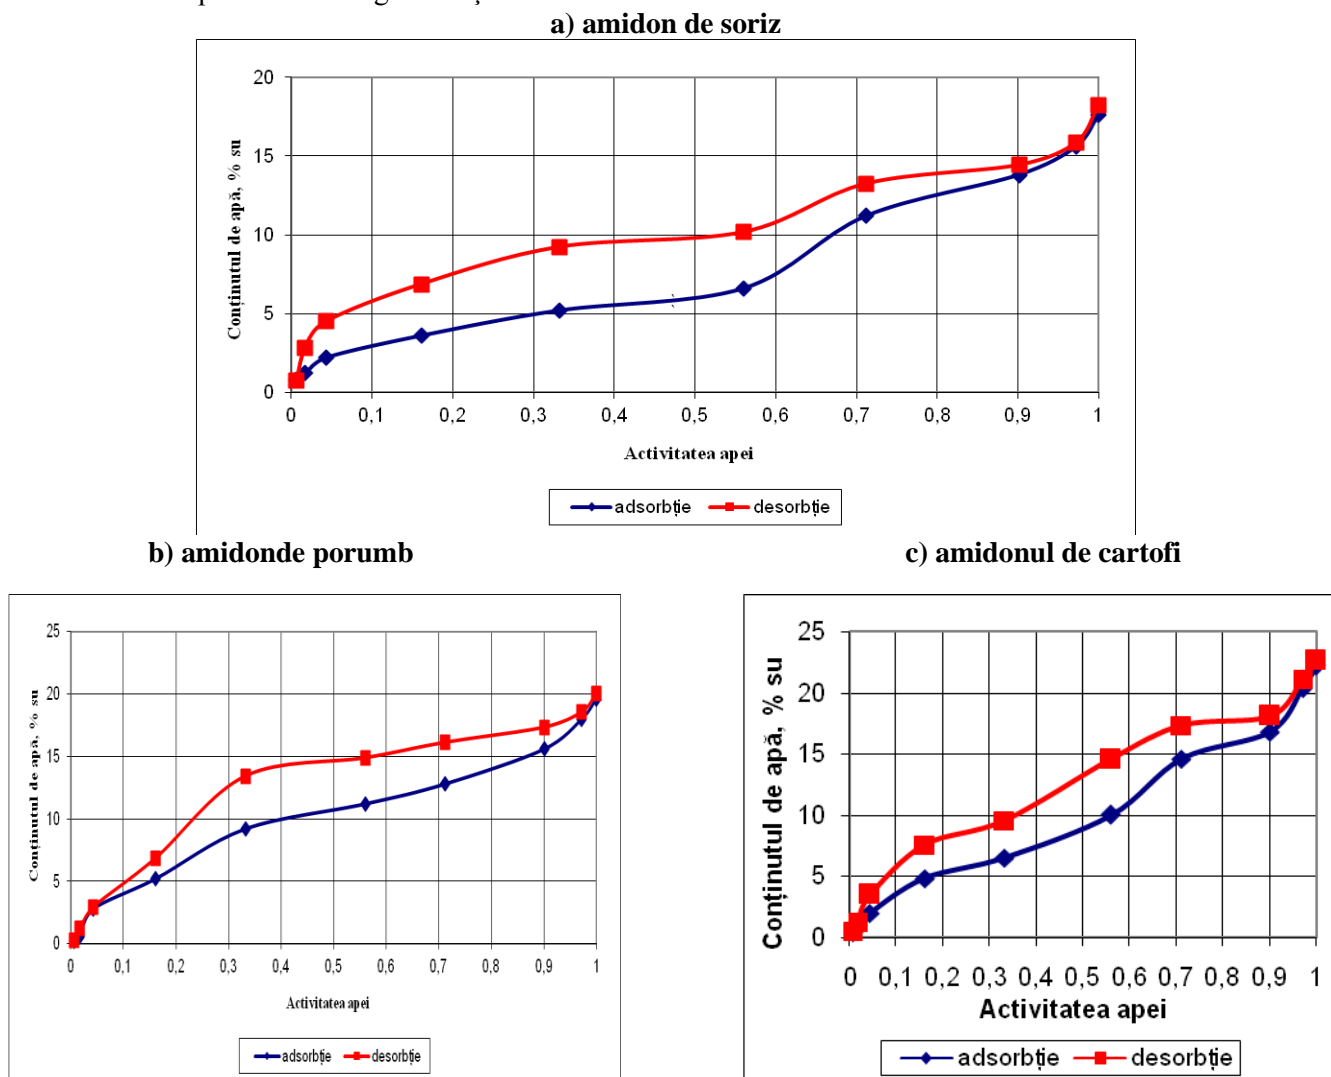 a) amidon de soriz
20
15
10
5
0
Conținutul de apă, % su
0 0,1 0,2 0,3 0,4 0,5 0,6 0,7 0,8 0,9 1
Activitatea apei
adsorbție desorbție
b) amidonde porumb
c) amidonul de cartofi
25
20
15
10
5
0
Conținutul de apă, % su
0 0,1 0,2 0,3 0,4 0,5 0,6 0,7 0,8 0,9 1
Activitatea apei
adsorbție desorbție
25
20
15
10
5
0
Conținutul de apă, % su
0 0,1 0,2 0,3 0,4 0,5 0,6 0,7 0,8 0,9 1
Activitatea apei
adsorbție desorbție